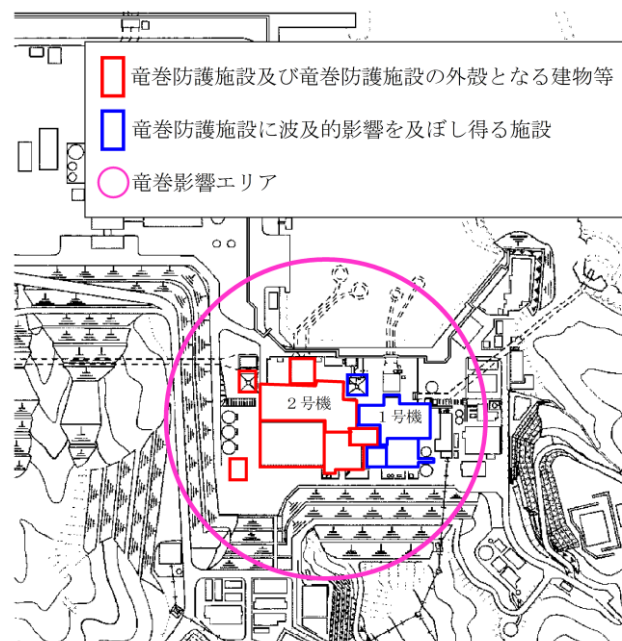 竜巻防護施設及び竜巻防護施設の外殻となる建物等
竜巻防護施設に波及的影響を及ぼし得る施設
竜巻影響エリア
2号機
1号機